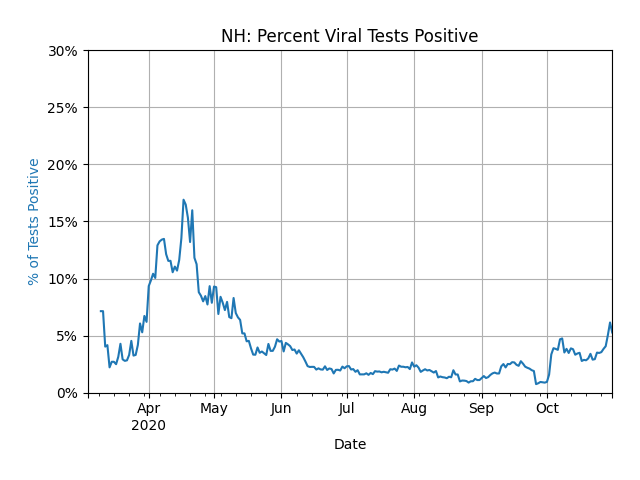 NH: Percent Viral Tests Positive
30%
25%
20%
15%
10%
5%
0%
% of Tests Positive
Apr May Jun Jul Aug Sep Oct
2020
Date